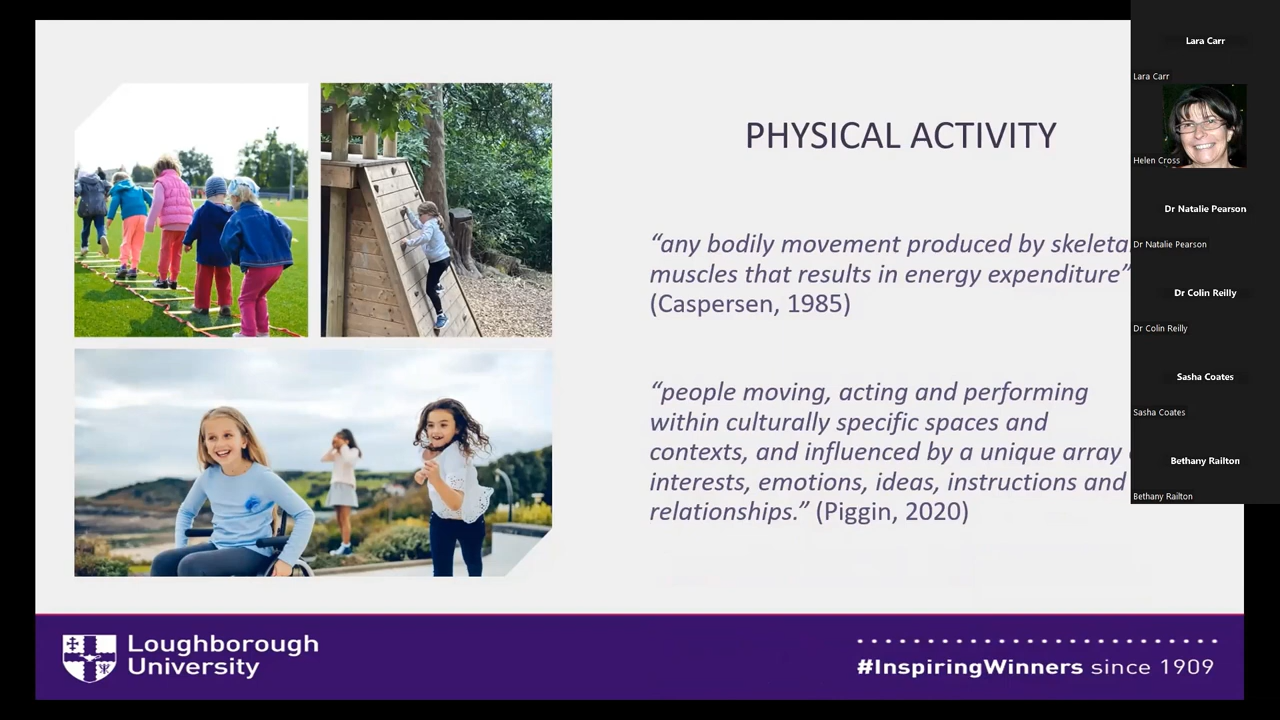 PHYSICAL ACTIVITY
“any bodily movement produced by skeletal
muscles that results in energy expenditure”
(Caspersen, 1985)
“people moving, acting and performing
within culturally specific spaces and
contexts, and influenced by a unique array
interests, emotions, ideas, instructions and
relationships.” (Piggin, 2020)
Loughborough
University
#InspiringWinners since 1909
Lara Carr
Lara Carr
Helen Cross
Dr Natalie Pearson
Dr Natalie Pearson
Dr Colin Reilly
Dr Colin Reilly
Sasha Coates
Sasha Coates
Bethany Railton
Bethany Railton